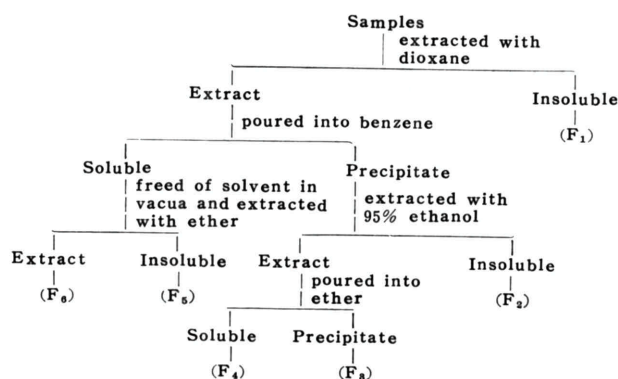 Samples
extracted with
dioxane
Extract
Insoluble
poured into benzene
(F₁)
Soluble
Precipitate
freed of solvent in
vacua and extracted
with ether
extracted with
95% ethanol
Extract
Insoluble
Extract
Insoluble
poured into
ether
(F₆)
(F₅)
(F₂)
Soluble
Precipitate
(F₄)
(F₃)